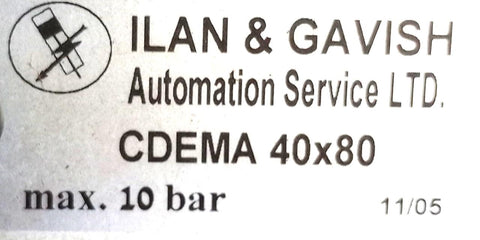 ILAN & GAVISH
Automation Service LTD.
CDEMA 40x80
max. 10 bar 11/05